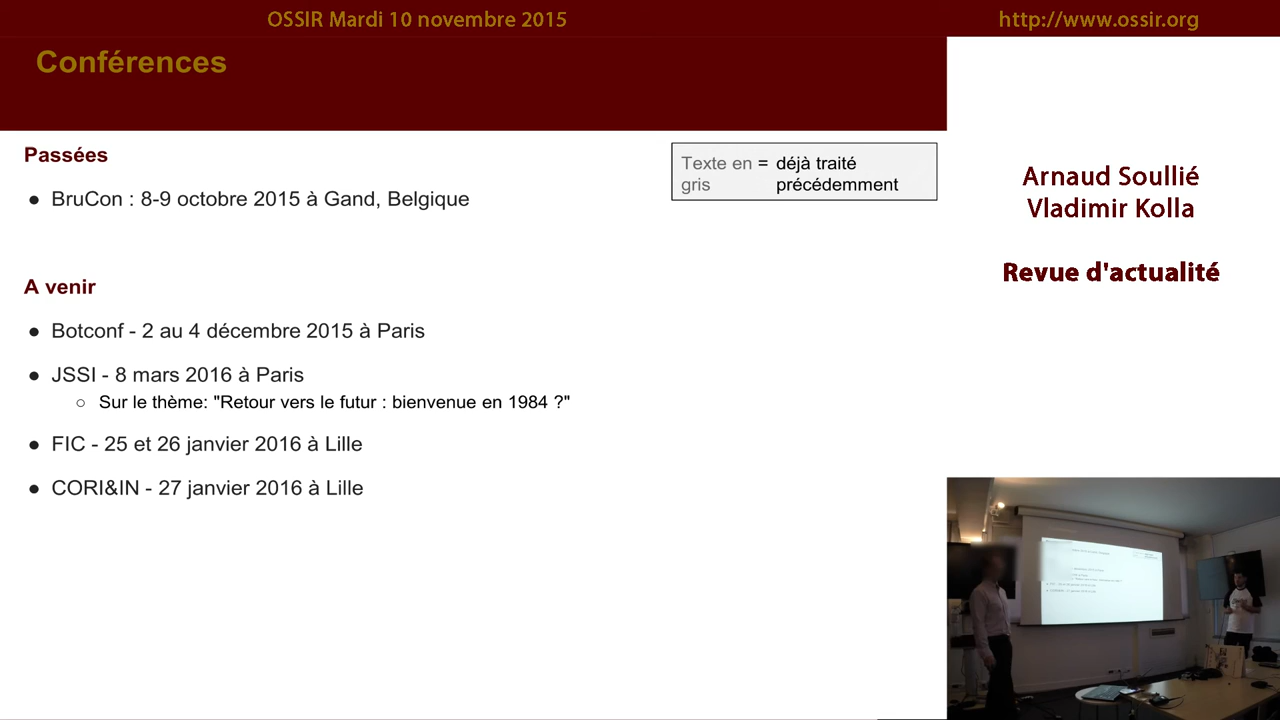 OSSIR Mardi 10 novembre 2015
http://www.ossir.org
Conférences
Passées
Texte en = déjà traité
gris précédemment
● BruCon : 8-9 octobre 2015 à Gand, Belgique
Arnaud Soullié
Vladimir Kolla
Revue d'actualité
A venir
● Botconf - 2 au 4 décembre 2015 à Paris
● JSSI - 8 mars 2016 à Paris
○ Sur le thème: "Retour vers le futur : bienvenue en 1984 ?"
● FIC - 25 et 26 janvier 2016 à Lille
● CORI&IN - 27 janvier 2016 à Lille